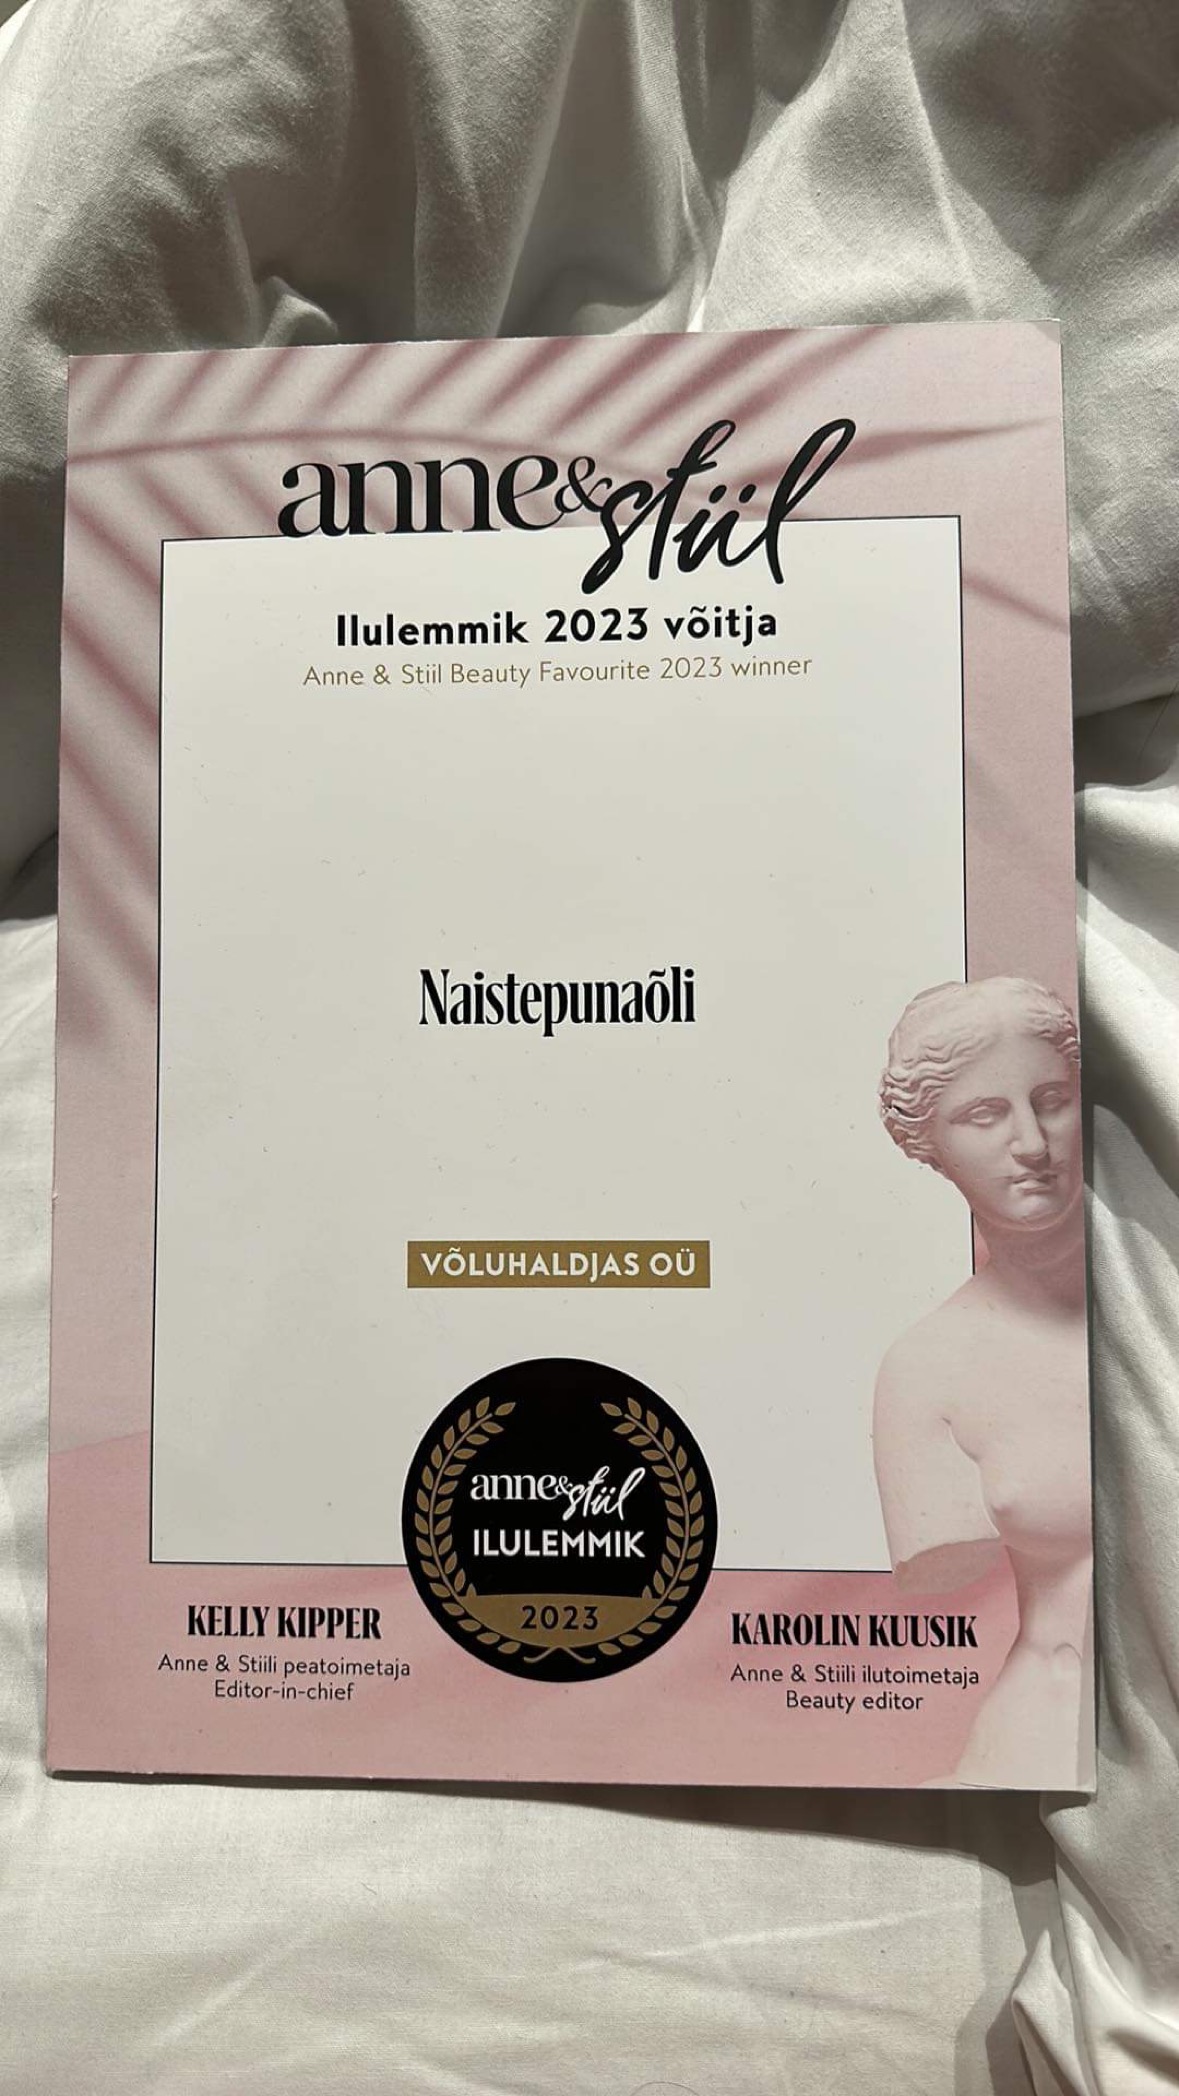 anne&stiil
Ilulemmik 2023 võitja
Anne & Stiil Beauty Favourite 2023 winner
Naistepunaõli
VÕLUHALDJAS OÜ
anne&stiil
ILULEMMIK
2023
KELLY KIPPER
Anne & Stiili peatoimetaja
Editor-in-chief
KAROLIN KUUSIK
Anne & Stiili ilutoimetaja
Beauty editor